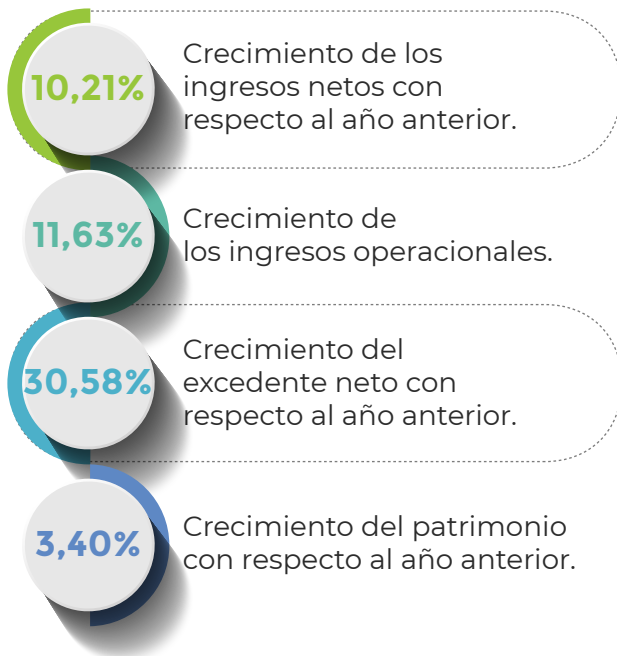 10,21%
Crecimiento de los
ingresos netos con
respecto al año anterior.
11,63%
Crecimiento de
los ingresos operacionales.
30,58%
Crecimiento del
excedente neto con
respecto al año anterior.
3,40%
Crecimiento del patrimonio
con respecto al año anterior.